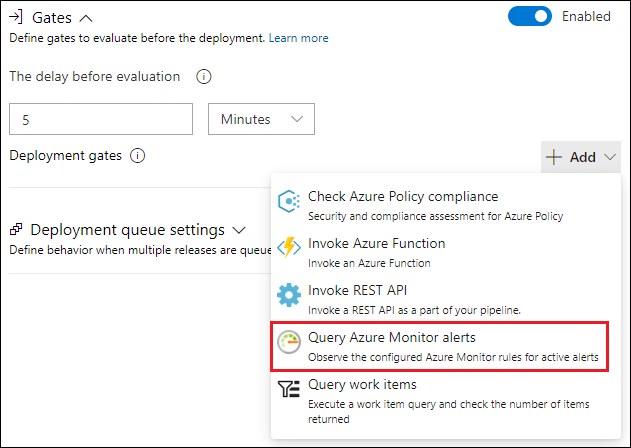 Gates
Enabled
Define gates to evaluate before the deployment. Learn more
The delay before evaluation
5
Minutes
Deployment gates
Add
Check Azure Policy compliance
Security and compliance assessment for Azure Policy
Deployment queue settings
Define behavior when multiple releases are queue
Invoke Azure Function
Invoke an Azure Function
Invoke REST API
Invoke a REST API as a part of your pipeline.
Query Azure Monitor alerts
Observe the configured Azure Monitor rules for active alerts
Query work items
Execute a work item query and check the number of items
returned